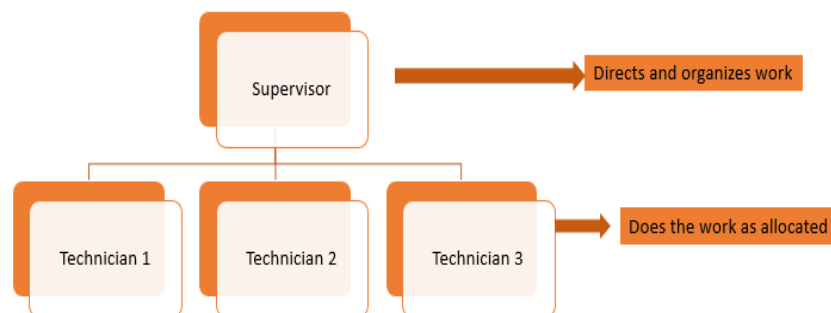 Supervisor
Directs and organizes work
Technician 1
Technician 2
Technician 3
Does the work as allocated